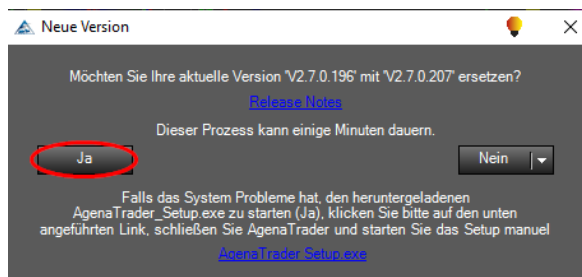 Neue Version
Möchten Sie Ihre aktuelle Version 'V2.7.0.196' mit 'V2.7.0.207' ersetzen?
Release Notes
Dieser Prozess kann einige Minuten dauern.
Ja
Nein
Falls das System Probleme hat, den heruntergeladenen
AgenaTrader_Setup.exe zu starten (Ja), klicken Sie bitte auf den unten
angeführten Link, schließen Sie AgenaTrader und starten Sie das Setup manuel
AgenaTrader Setup.exe